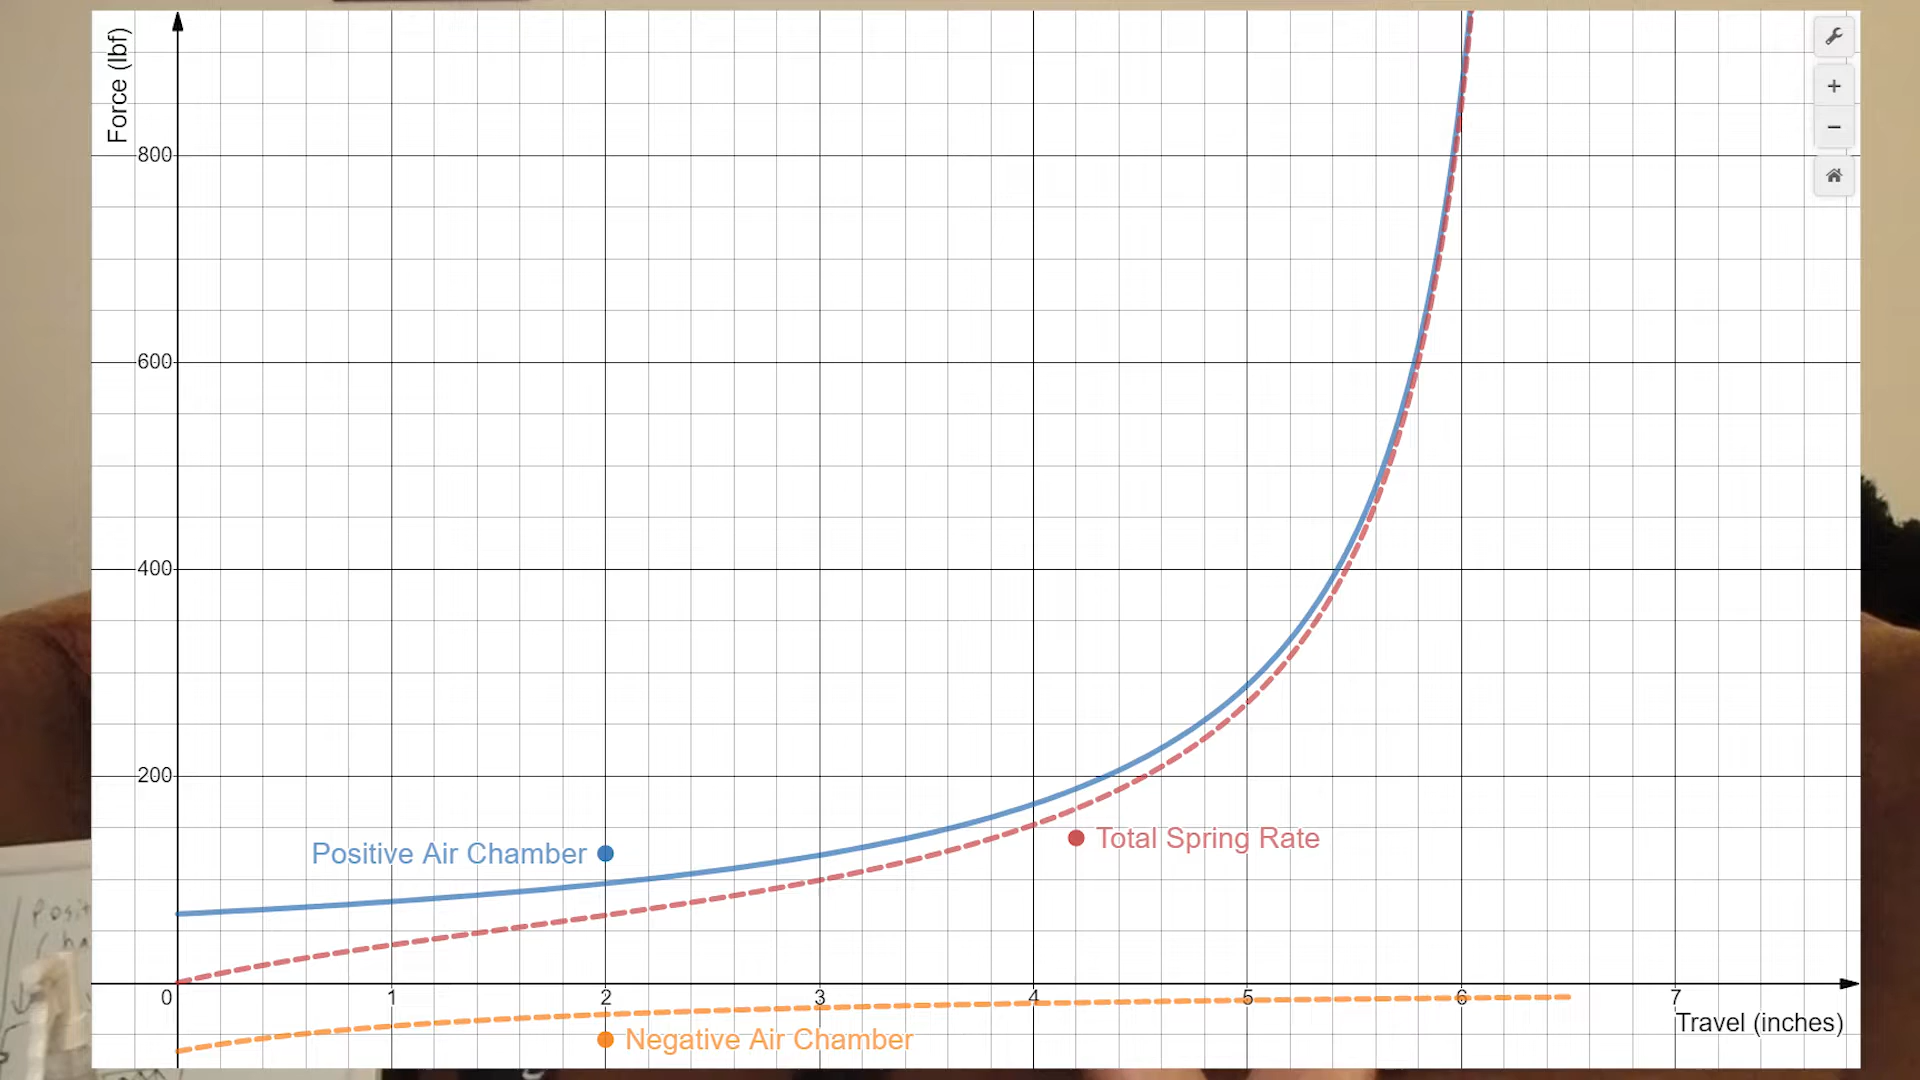 Force (lbf)
800
600
400
200
Positive Air Chamber
Total Spring Rate
0 1 2 3 4 5 6 7
Travel (inches)
Negative Air Chamber
Posit